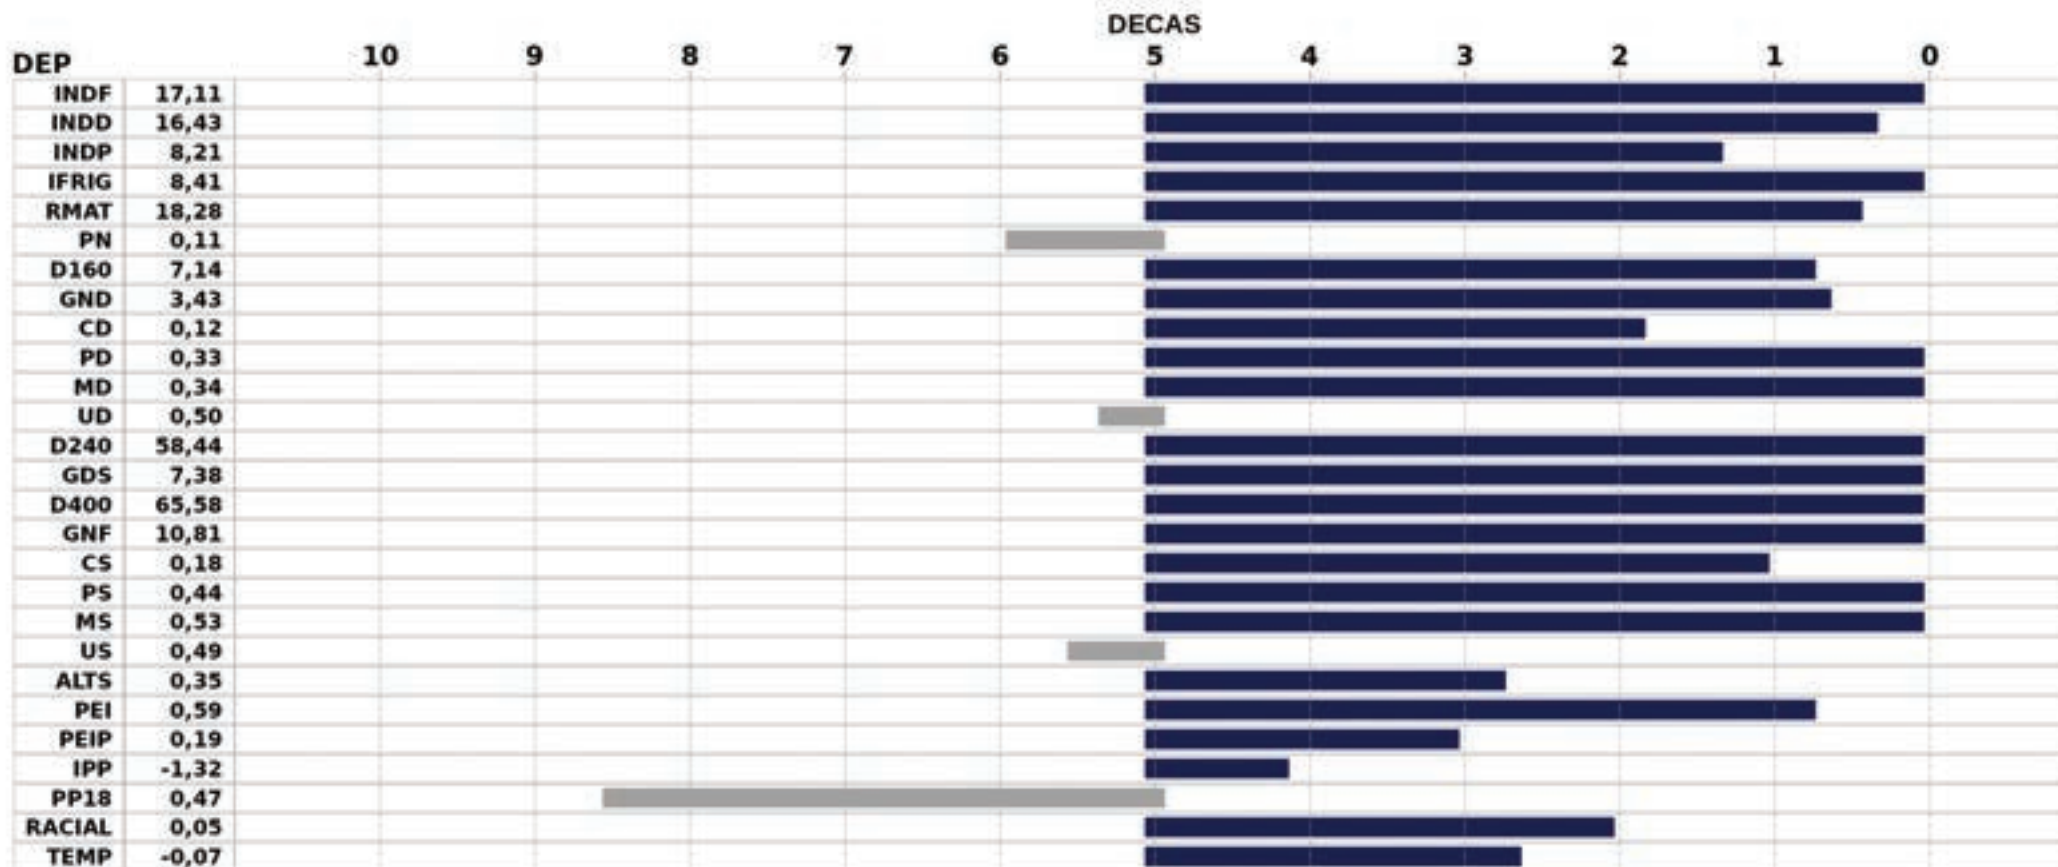 DECAS
DEP 10 9 8 7 6 5 4 3 2 1 0
INDF 17,11
INDD 16,43
INDP 8,21
IFRIG 8,41
RMAT 18,28
PN 0,11
D160 7,14
GND 3,43
CD 0,12
PD 0,33
MD 0,34
UD 0,50
D240 58,44
GDS 7,38
D400 65,58
GNF 10,81
CS 0,18
PS 0,44
MS 0,53
US 0,49
ALTS 0,35
PEI 0,59
PEIP 0,19
IPP -1,32
PP18 0,47
RACIAL 0,05
TEMP -0,07